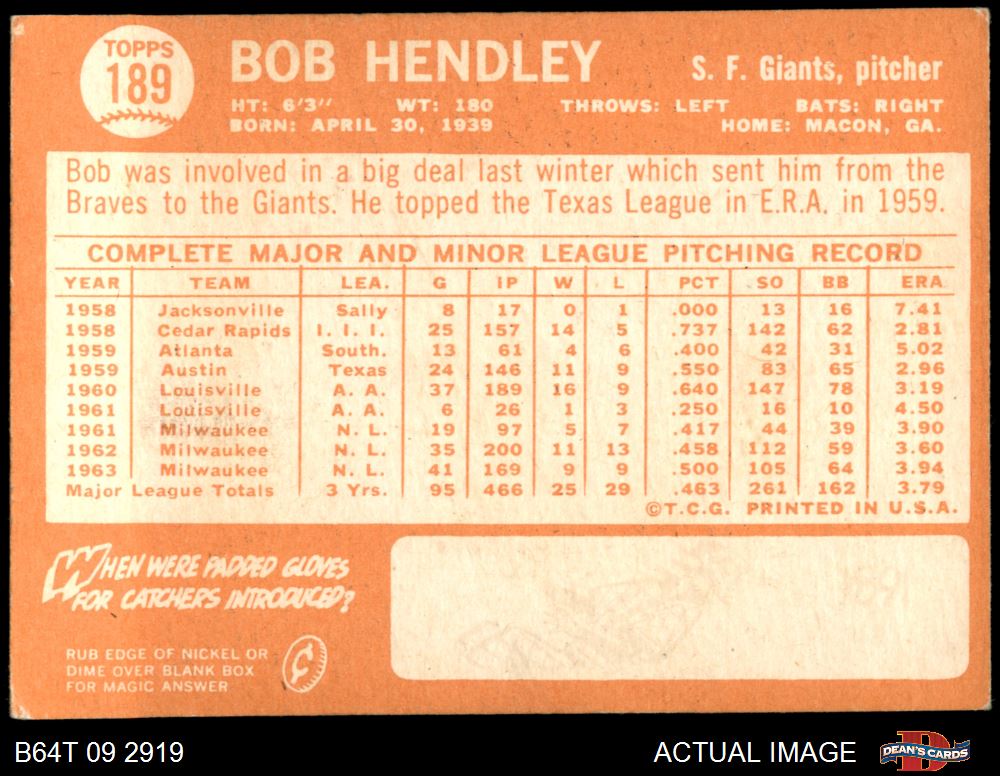 TOPPS
189
BOB HENDLEY
S. F. Giants, pitcher
HT: 6'3" WT: 180 THROWS: LEFT BATS: RIGHT
BORN: APRIL 30, 1939 HOME: MACON, GA.
Bob was involved in a big deal last winter which sent him from the
Braves to the Giants. He topped the Texas League in E.R.A. in 1959.
COMPLETE MAJOR AND MINOR LEAGUE PITCHING RECORD
YEAR TEAM LEA. G IP W L PCT SO BB ERA
1958 Jacksonville Sally 8 17 0 1 .000 13 16 7.41
1958 Cedar Rapids I. I. I. 25 157 14 5 .737 142 62 2.81
1959 Atlanta South. 13 61 4 6 .400 42 31 5.02
1959 Austin Texas 24 146 11 9 .550 83 65 2.96
1960 Louisville A. A. 37 189 16 9 .640 147 78 3.19
1961 Louisville A. A. 6 26 1 3 .250 16 10 4.50
1961 Milwaukee N. L. 19 97 5 7 .417 44 39 3.90
1962 Milwaukee N. L. 35 200 11 13 .458 112 59 3.60
1963 Milwaukee N. L. 41 169 9 9 .500 105 64 3.94
Major League Totals 3 Yrs. 95 466 25 29 .463 261 162 3.79
©T.C.G. PRINTED IN U.S.A.
WHEN WERE PADDED GLOVES
FOR CATCHERS INTRODUCED?
RUB EDGE OF NICKEL OR
DIME OVER BLANK BOX
FOR MAGIC ANSWER
B64T 09 2919
ACTUAL IMAGE
DEAN'S CARDS